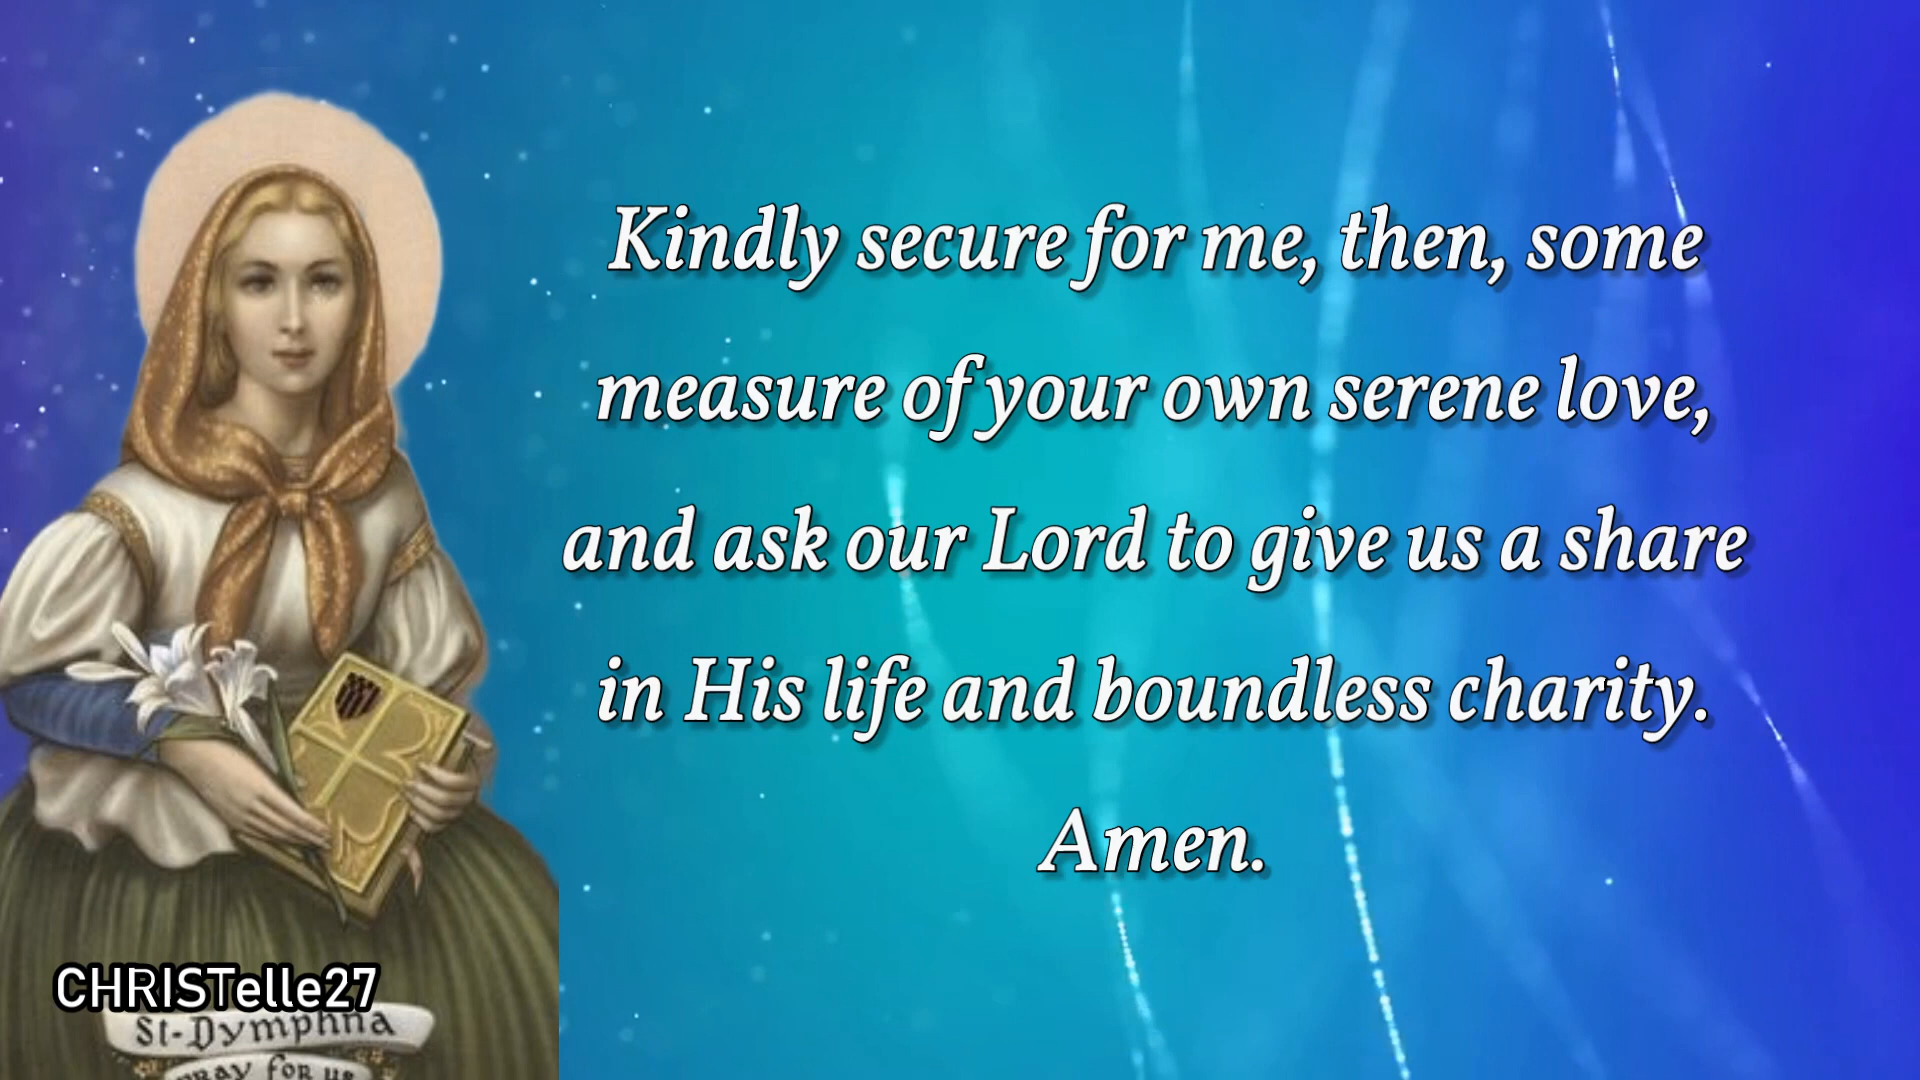 Kindly secure for me, then, some
measure of your own serene love,
and ask our Lord to give us a share
in His life and boundless charity.
Amen.
CHRISTelle27
St-Dymphna
pray for us